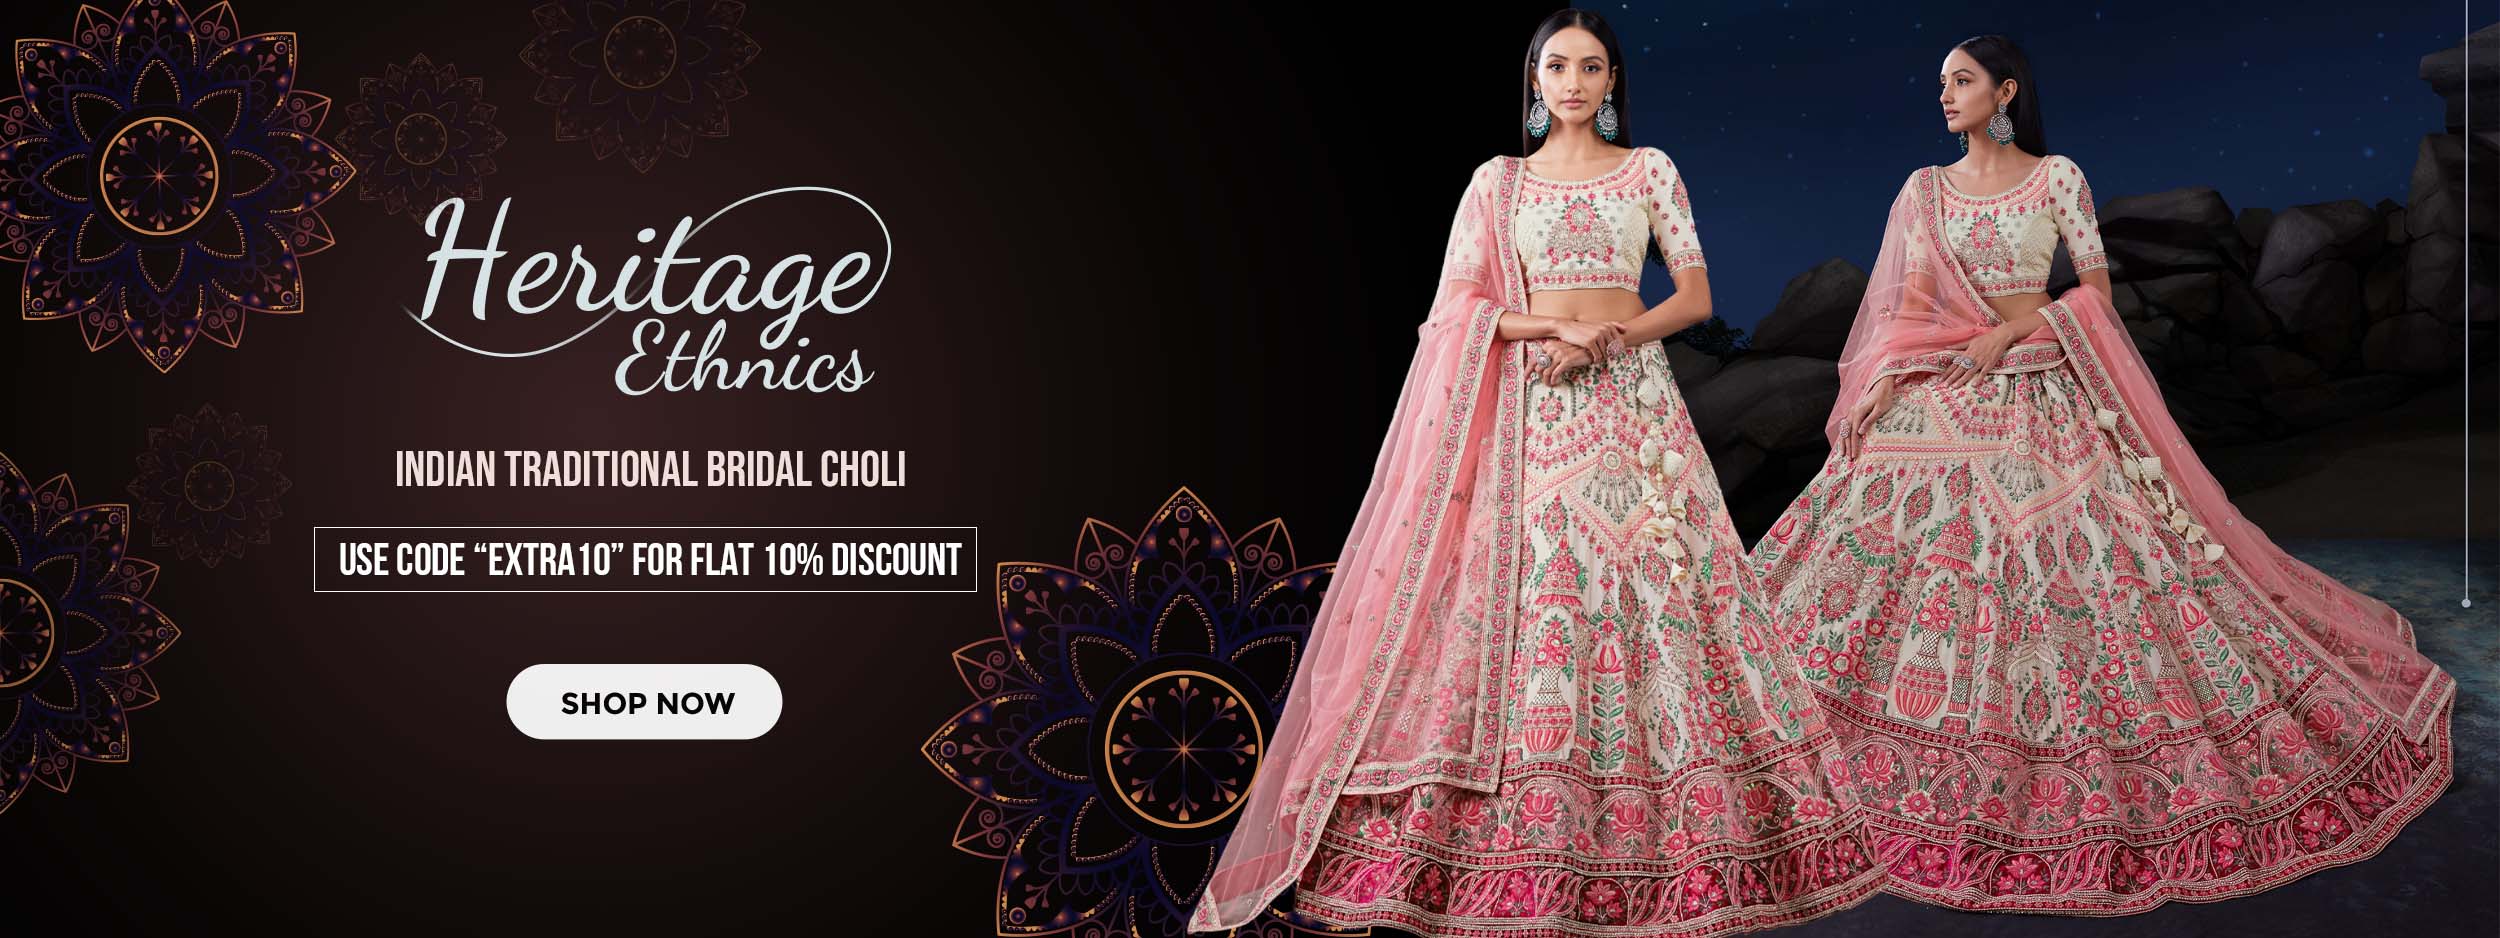 Heritage
Ethnics
INDIAN TRADITIONAL BRIDAL CHOLI
USE CODE “EXTRA10” FOR FLAT 10% DISCOUNT
SHOP NOW